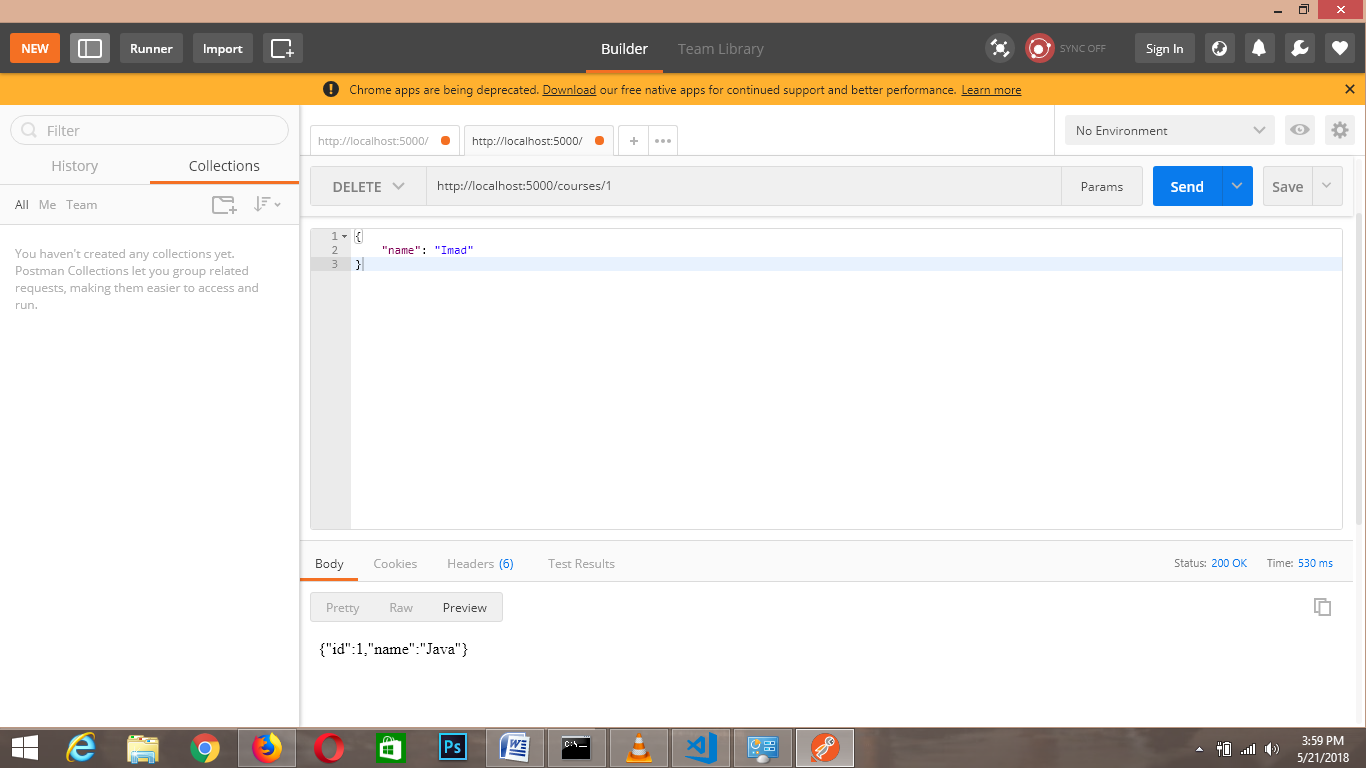 NEW Runner Import Builder Team Library SYNC OFF Sign In
Chrome apps are being deprecated. Download our free native apps for continued support and better performance. Learn more
Filter
History Collections
All Me Team
You haven't created any collections yet.
Postman Collections let you group related
requests, making them easier to access and
run.
http://localhost:5000/ http://localhost:5000/ + ••• No Environment
DELETE http://localhost:5000/courses/1 Params Send Save
1 {
2 "name": "Imad"
3 }
Body Cookies Headers (6) Test Results Status: 200 OK Time: 530 ms
Pretty Raw Preview
{"id":1,"name":"Java"}
Ps
C:\
3:59 PM
5/21/2018